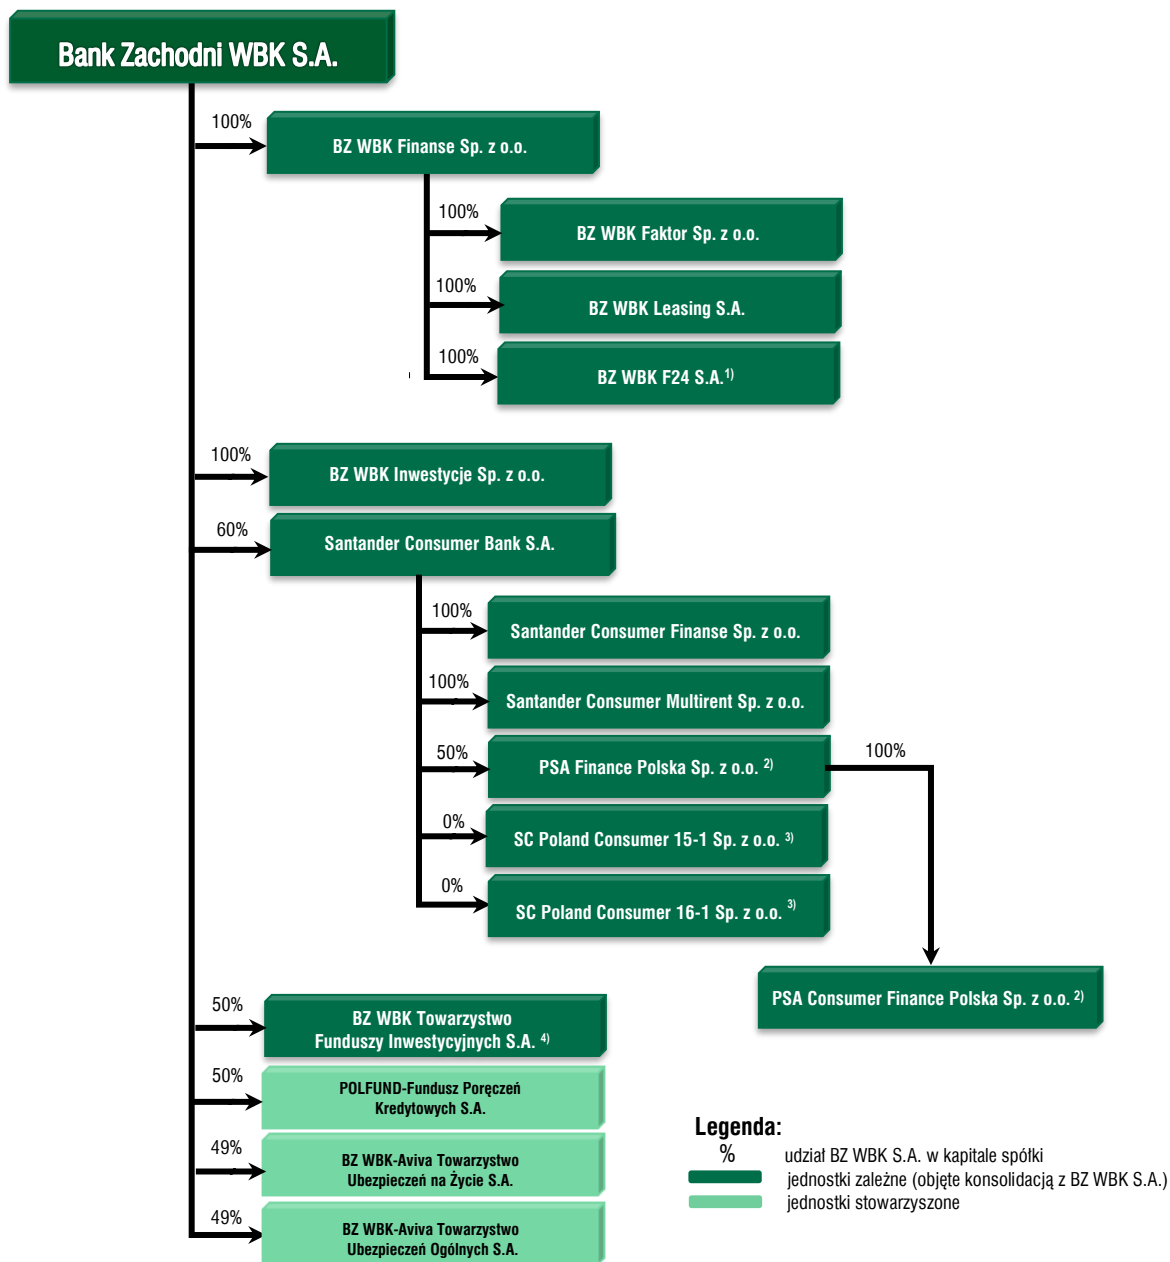 Bank Zachodni WBK S.A.
100%
BZ WBK Finanse Sp. z o.o.
100%
BZ WBK Faktor Sp. z o.o.
100%
BZ WBK Leasing S.A.
100%
BZ WBK F24 S.A.1)
100%
BZ WBK Inwestycje Sp. z o.o.
60%
Santander Consumer Bank S.A.
100%
Santander Consumer Finanse Sp. z o.o.
100%
Santander Consumer Multirent Sp. z o.o.
50%
PSA Finance Polska Sp. z o.o. 2)
100%
0%
SC Poland Consumer 15-1 Sp. z o.o. 3)
0%
SC Poland Consumer 16-1 Sp. z o.o. 3)
PSA Consumer Finance Polska Sp. z o.o. 2)
50%
BZ WBK Towarzystwo
Funduszy Inwestycyjnych S.A. 4)
50%
POLFUND-Fundusz Poręczeń
Kredytowych S.A.
49%
BZ WBK-Aviva Towarzystwo
Ubezpieczeń na Życie S.A.
49%
BZ WBK-Aviva Towarzystwo
Ubezpieczeń Ogólnych S.A.
Legenda:
% udział BZ WBK S.A. w kapitale spółki
jednostki zależne (objęte konsolidacją z BZ WBK S.A.)
jednostki stowarzyszone